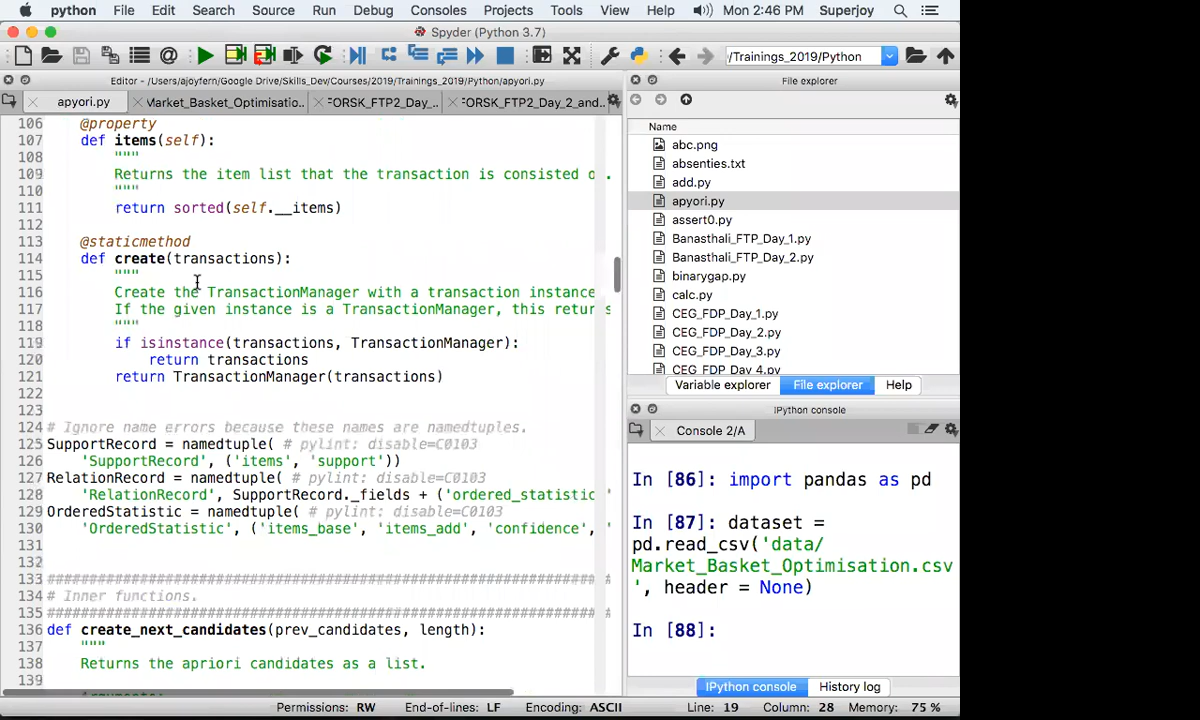 python File Edit Search Source Run Debug Consoles Projects Tools View Help Mon 2:46 PM Superjoy
Spyder (Python 3.7)
/Trainings_2019/Python
Editor - /Users/ajoyfern/Google Drive/Skills_Dev/Courses/2019/Trainings_2019/Python/apyori.py
apyori.py Market_Basket_Optimisatio.. FORSK_FTP2_Day_.. FORSK_FTP2_Day_2_and..
106 @property
107 def items(self):
108 """
109 Returns the item list that the transaction is consisted o
110 """
111 return sorted(self.__items)
112
113 @staticmethod
114 def create(transactions):
115 """
116 Create the TransactionManager with a transaction instance
117 If the given instance is a TransactionManager, this retur
118 """
119 if isinstance(transactions, TransactionManager):
120 return transactions
121 return TransactionManager(transactions)
122
123
124 # Ignore name errors because these names are namedtuples.
125 SupportRecord = namedtuple( # pylint: disable=C0103
126 'SupportRecord', ('items', 'support'))
127 RelationRecord = namedtuple( # pylint: disable=C0103
128 'RelationRecord', SupportRecord._fields + ('ordered_statistic
129 OrderedStatistic = namedtuple( # pylint: disable=C0103
130 'OrderedStatistic', ('items_base', 'items_add', 'confidence',
131
132
133 ##################################################################
134 # Inner functions.
135 ##################################################################
136 def create_next_candidates(prev_candidates, length):
137 """
138 Returns the apriori candidates as a list.
139
Permissions: RW End-of-lines: LF Encoding: ASCII Line: 19 Column: 28 Memory: 75 %
File explorer
Name
abc.png
absenties.txt
add.py
apyori.py
assert0.py
Banasthali_FTP_Day_1.py
Banasthali_FTP_Day_2.py
binarygap.py
calc.py
CEG_FDP_Day_1.py
CEG_FDP_Day_2.py
CEG_FDP_Day_3.py
CEG_FDP_Day_4.py
Variable explorer File explorer Help
IPython console
Console 2/A
In [86]: import pandas as pd
In [87]: dataset =
pd.read_csv('data/
Market_Basket_Optimisation.csv
', header = None)
In [88]:
IPython console History log